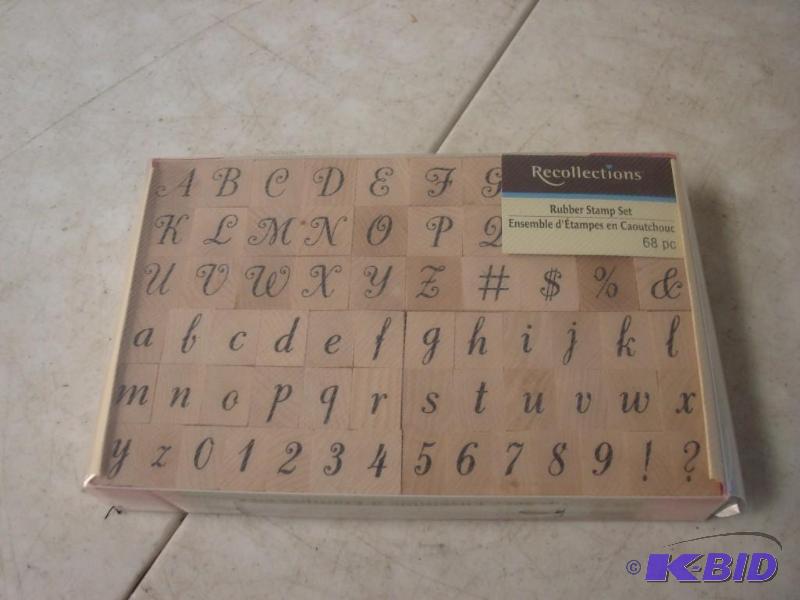 Recollections
Rubber Stamp Set
Ensemble d'Étampes en Caoutchouc
68 pc
A B C D E F G
K L M N O P Q
U V W X Y Z # $ % &
a b c d e f g h i j k l
m n o p q r s t u v w x
y z 0 1 2 3 4 5 6 7 8 9 ! ?
© K-BID